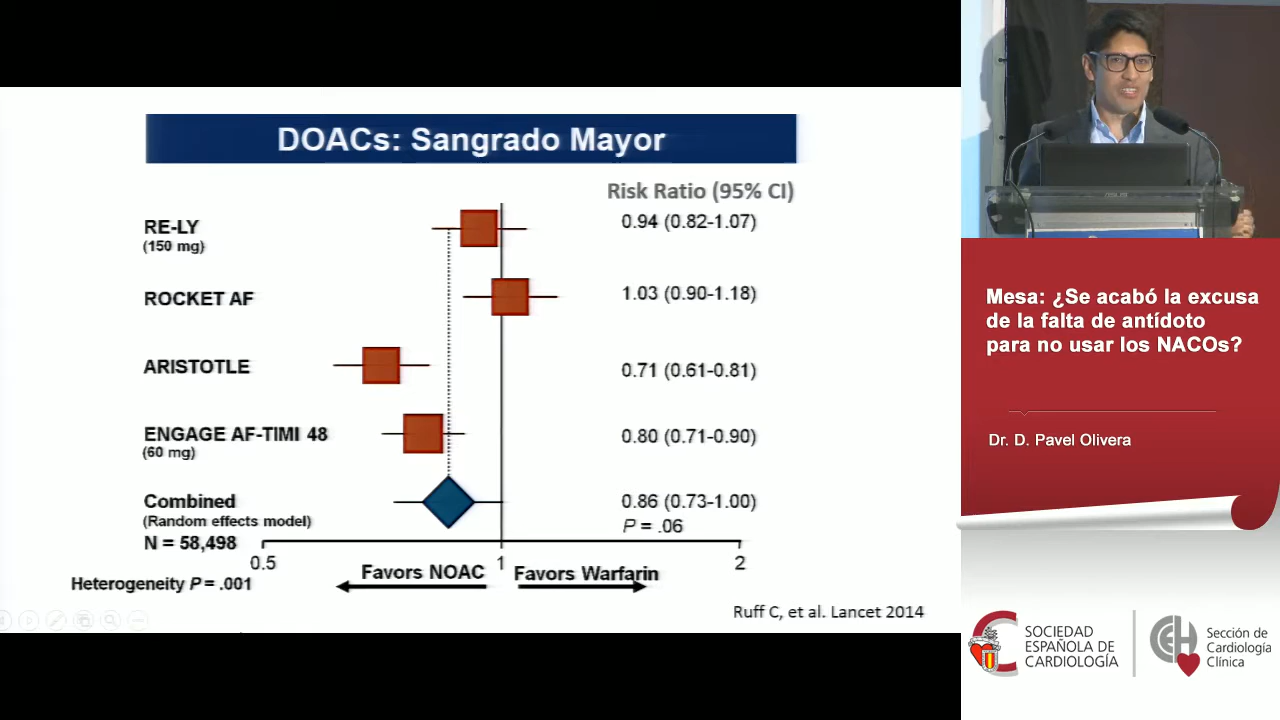 DOACs: Sangrado Mayor
Risk Ratio (95% CI)
RE-LY
(150 mg)
0.94 (0.82-1.07)
ROCKET AF
1.03 (0.90-1.18)
ARISTOTLE
0.71 (0.61-0.81)
ENGAGE AF-TIMI 48
(60 mg)
0.80 (0.71-0.90)
Combined
(Random effects model)
N = 58,498
0.86 (0.73-1.00)
P = .06
0.5
1
2
Favors NOAC
Favors Warfarin
Heterogeneity P = .001
Ruff C, et al. Lancet 2014
Mesa: ¿Se acabó la excusa
de la falta de antídoto
para no usar los NACOs?
Dr. D. Pavel Olivera
SOCIEDAD
ESPAÑOLA DE
CARDIOLOGÍA
Sección de
Cardiología
Clínica